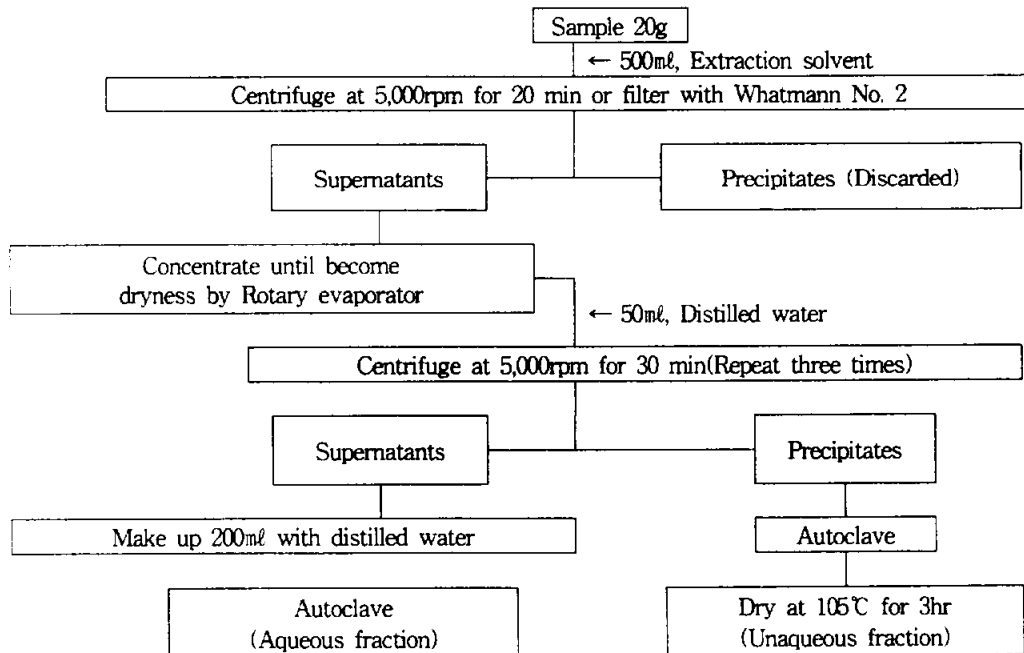 Sample 20g
← 500㎖, Extraction solvent
Centrifuge at 5,000rpm for 20 min or filter with Whatmann No. 2
Supernatants
Precipitates (Discarded)
Concentrate until become
dryness by Rotary evaporator
← 50㎖, Distilled water
Centrifuge at 5,000rpm for 30 min(Repeat three times)
Supernatants
Precipitates
Make up 200㎖ with distilled water
Autoclave
Autoclave
(Aqueous fraction)
Dry at 105℃ for 3hr
(Unaqueous fraction)